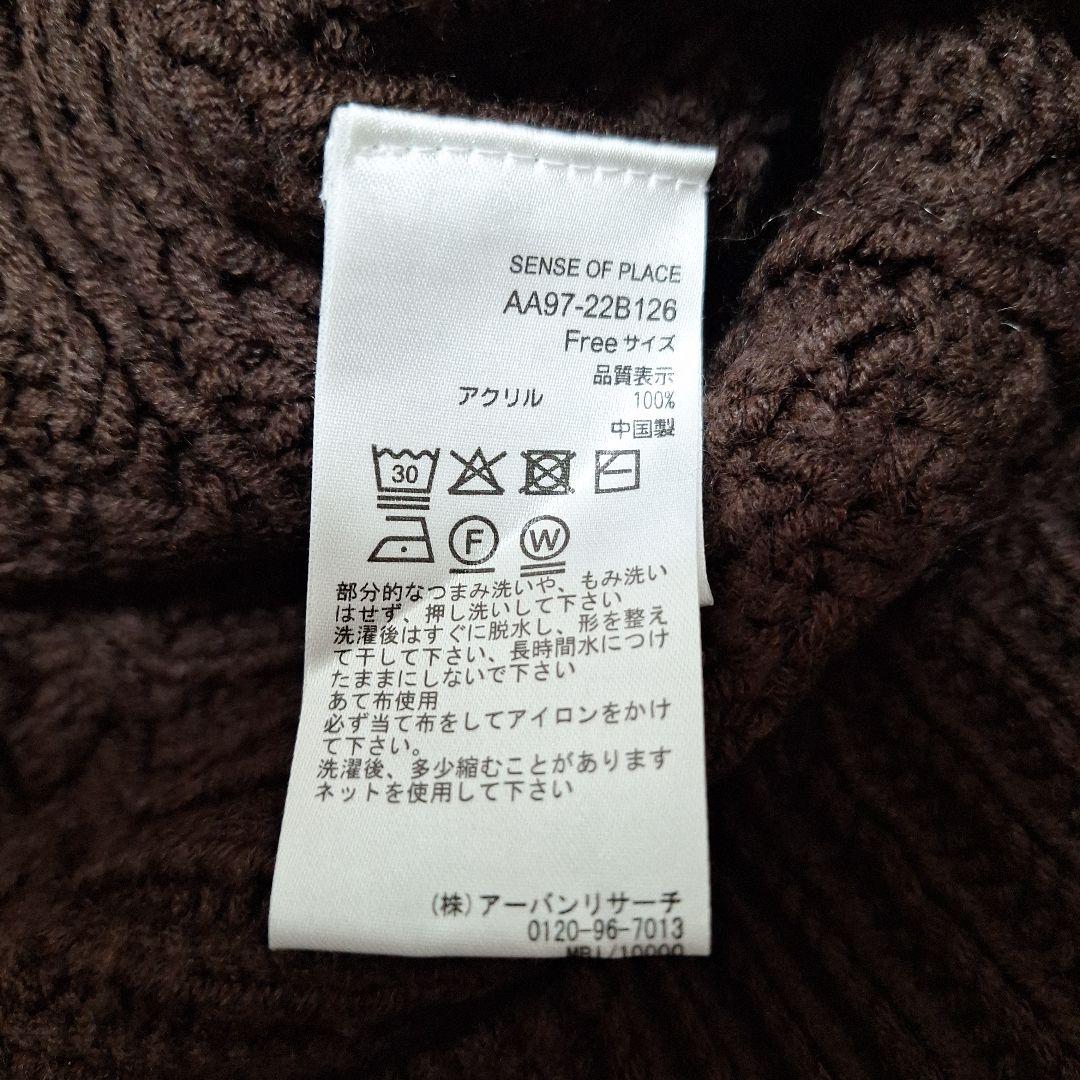 SENSE OF PLACE
AA97-22B126
Freeサイズ
品質表示
アクリル 100%
中国製
30
F W
部分的なつまみ洗いや、もみ洗い
はせず、押し洗いして下さい
洗濯後はすぐに脱水し、形を整え
て干して下さい、長時間水につけ
たままにしないで下さい
あて布使用
必ず当て布をしてアイロンをかけ
て下さい。
洗濯後、多少縮むことがあります
ネットを使用して下さい
(株)アーバンリサーチ
0120-96-7013